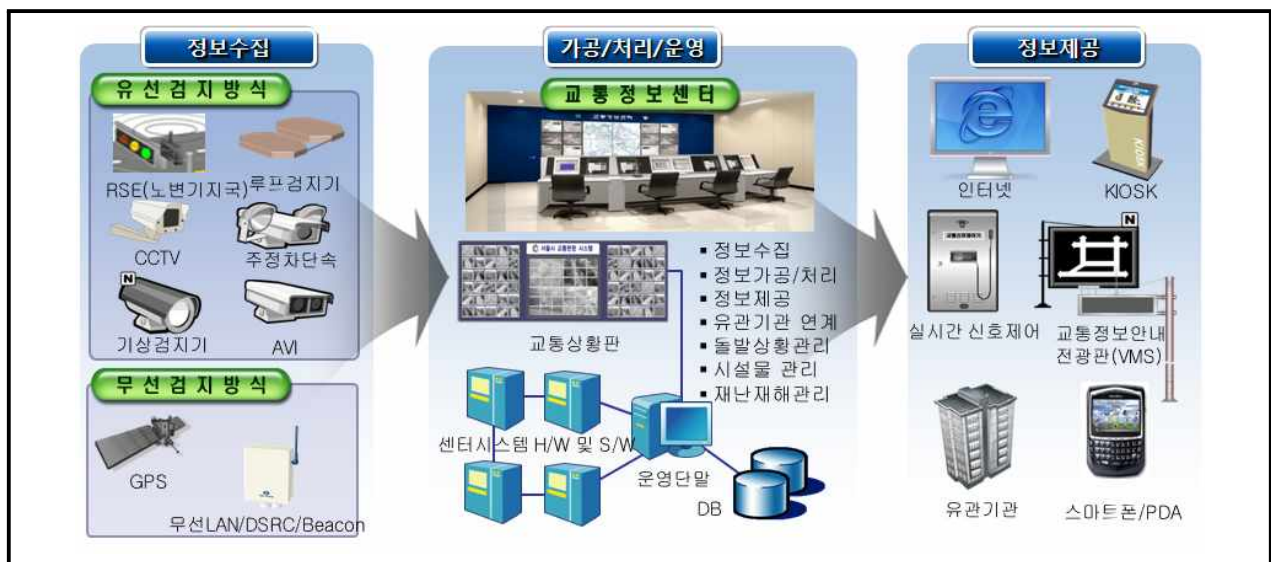 정보수집
유선검지방식
RSE(노변기지국)
루프검지기
CCTV
주정차단속
N
기상검지기
AVI
무선검지방식
GPS
무선LAN/DSRC/Beacon
가공/처리/운영
교통정보센터
교통상황판
▪ 정보수집
▪ 정보가공/처리
▪ 정보제공
▪ 유관기관 연계
▪ 돌발상황관리
▪ 시설물 관리
▪ 재난재해관리
센터시스템 H/W 및 S/W
운영단말
DB
정보제공
인터넷
KIOSK
KIOSK
N
실시간 신호제어
교통정보안내
전광판(VMS)
유관기관
스마트폰/PDA